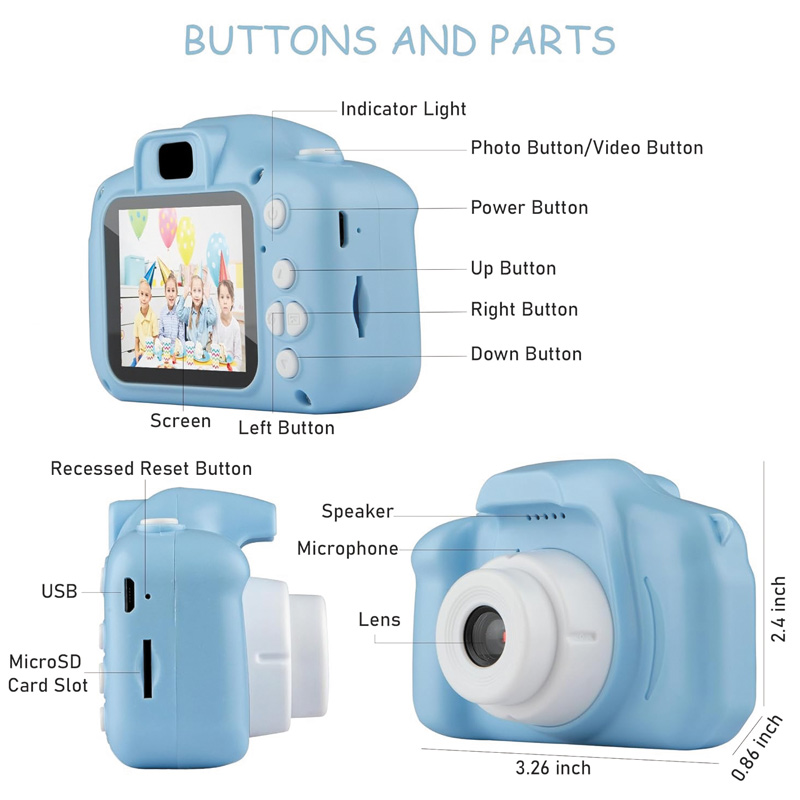 BUTTONS AND PARTS
Indicator Light
Photo Button/Video Button
Power Button
Up Button
Right Button
Down Button
Screen
Left Button
Recessed Reset Button
Speaker
Microphone
USB
Lens
MicroSD
Card Slot
2.4 inch
0.86 inch
3.26 inch